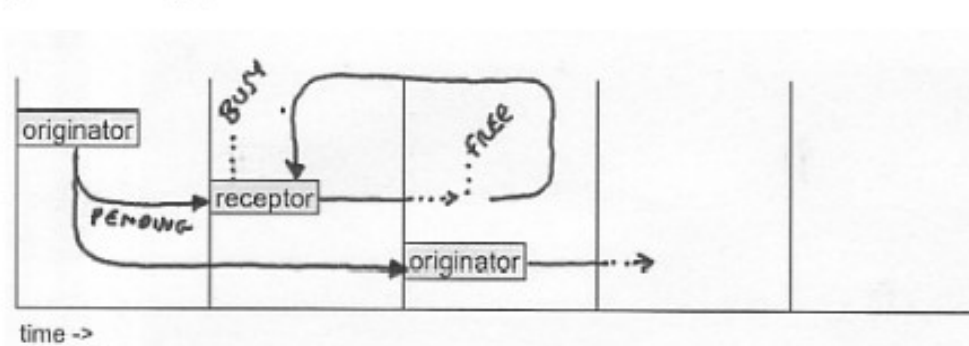 BUSY
FREE
originator
receptor
PENDING
originator
time ->